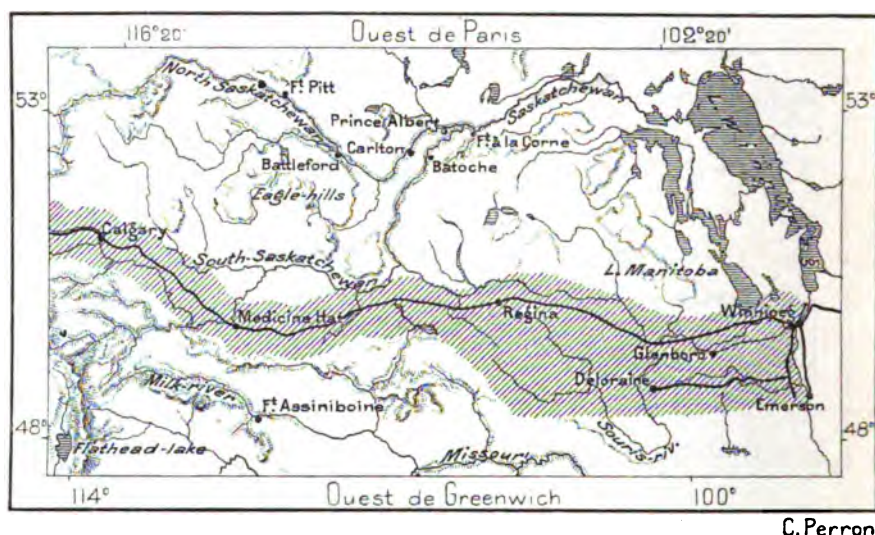 116°20' Ouest de Paris 102°20'
53° 53°
North Saskatchewan
Fᵗ Pitt
Saskatchewan
Prince Albert
Fᵗ à la Corne
Carlton
Battleford
Batoche
Eagle-hills
Calgary
South-Saskatchewan
L. Manitoba
Medicine Hat
Regina
Winnipeg
Glenboro
Deloraine
Milk-river
Fᵗ Assiniboine
Emerson
48° 48°
Souris-riv.
Flathead-lake
Missouri
114° Ouest de Greenwich 100°
C. Perron